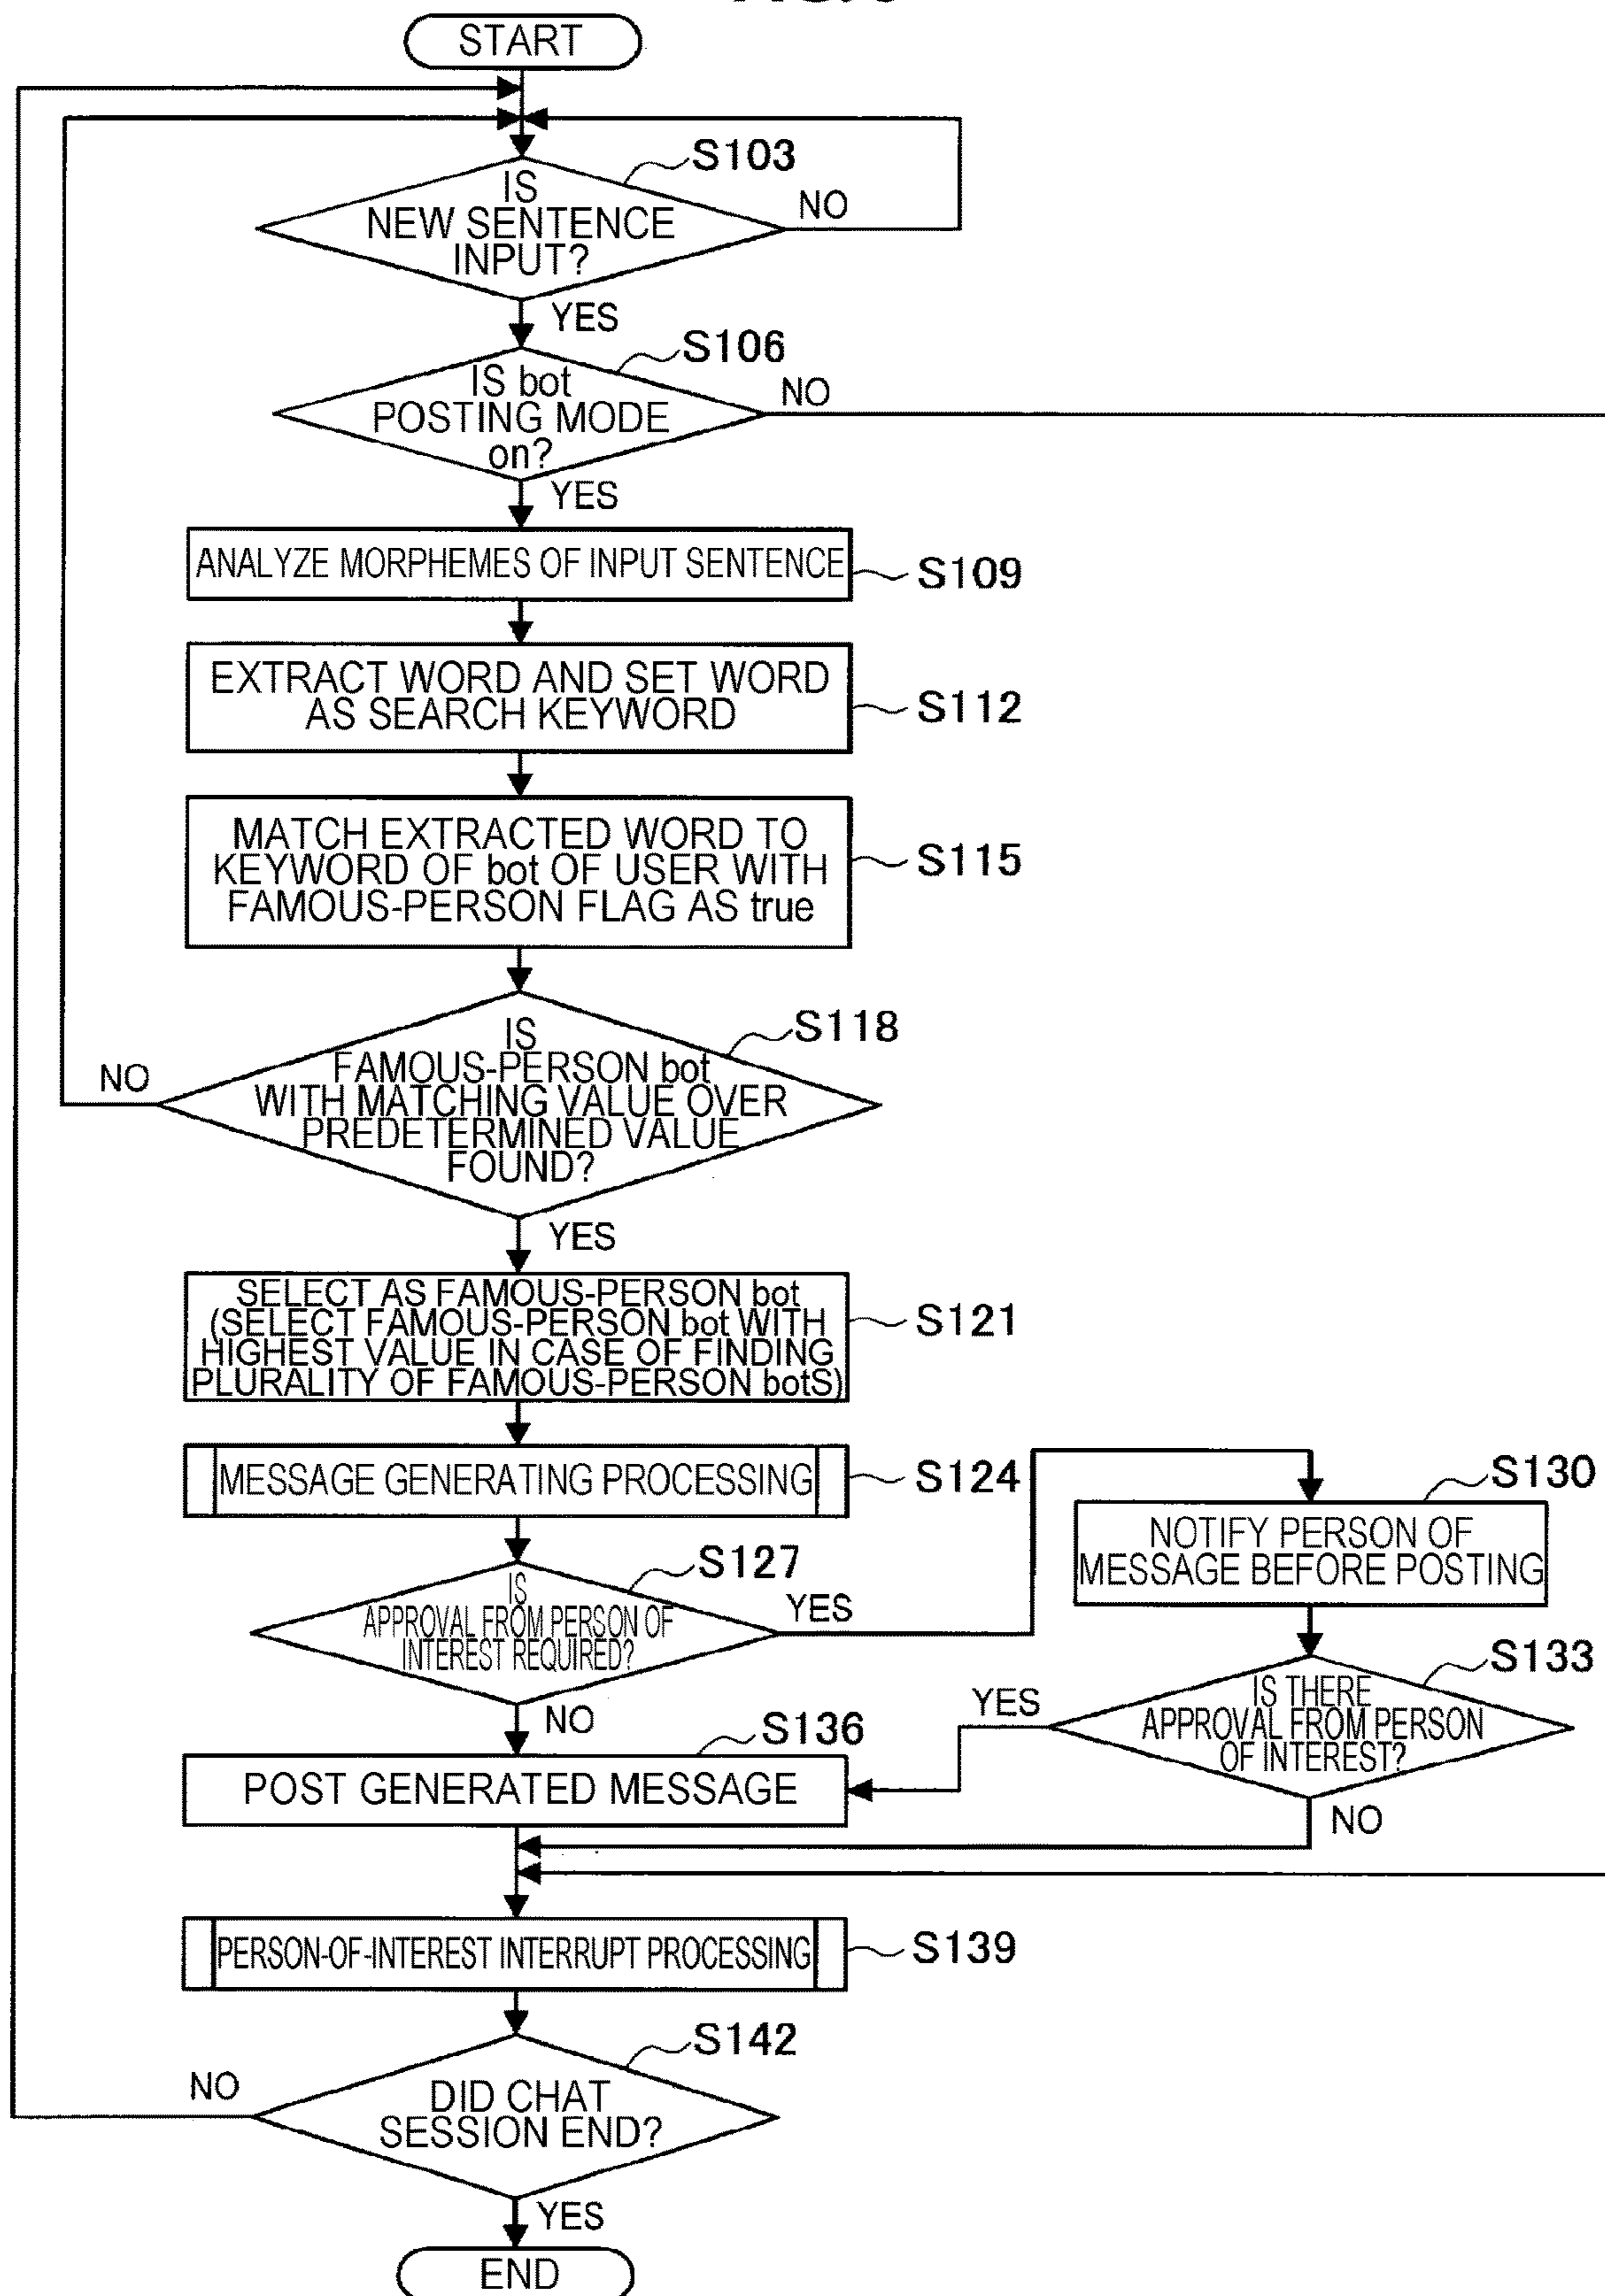 START
S103
IS
NEW SENTENCE
INPUT?
NO
YES
S106
IS bot
POSTING MODE
on?
NO
YES
ANALYZE MORPHEMES OF INPUT SENTENCE
S109
EXTRACT WORD AND SET WORD
AS SEARCH KEYWORD
S112
MATCH EXTRACTED WORD TO
KEYWORD OF bot OF USER WITH
FAMOUS-PERSON FLAG AS true
S115
S118
IS
FAMOUS-PERSON bot
WITH MATCHING VALUE OVER
PREDETERMINED VALUE
FOUND?
NO
YES
SELECT AS FAMOUS-PERSON bot
(SELECT FAMOUS-PERSON bot WITH
HIGHEST VALUE IN CASE OF FINDING
PLURALITY OF FAMOUS-PERSON botS)
S121
MESSAGE GENERATING PROCESSING
S124
S127
IS
APPROVAL FROM PERSON OF
INTEREST REQUIRED?
YES
NO
S130
NOTIFY PERSON OF
MESSAGE BEFORE POSTING
S133
IS THERE
APPROVAL FROM PERSON
OF INTEREST?
YES
NO
S136
POST GENERATED MESSAGE
PERSON-OF-INTEREST INTERRUPT PROCESSING
S139
S142
DID CHAT
SESSION END?
NO
YES
END